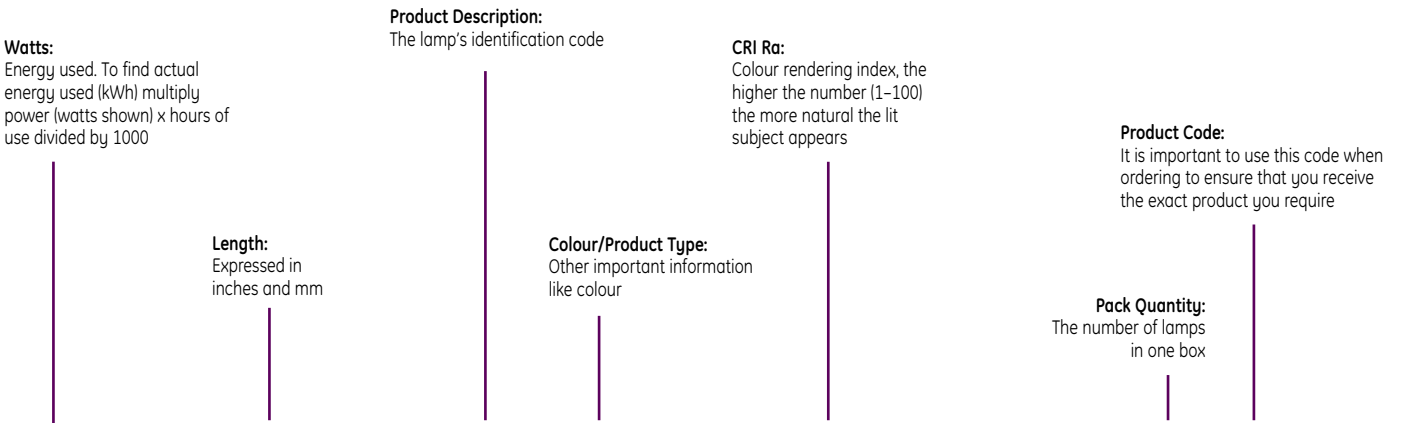 Product Description:
The lamp's identification code
Watts:
Energy used. To find actual
energy used (kWh) multiply
power (watts shown) x hours of
use divided by 1000
CRI Ra:
Colour rendering index, the
higher the number (1–100)
the more natural the lit
subject appears
Product Code:
It is important to use this code when
ordering to ensure that you receive
the exact product you require
Length:
Expressed in
inches and mm
Colour/Product Type:
Other important information
like colour
Pack Quantity:
The number of lamps
in one box